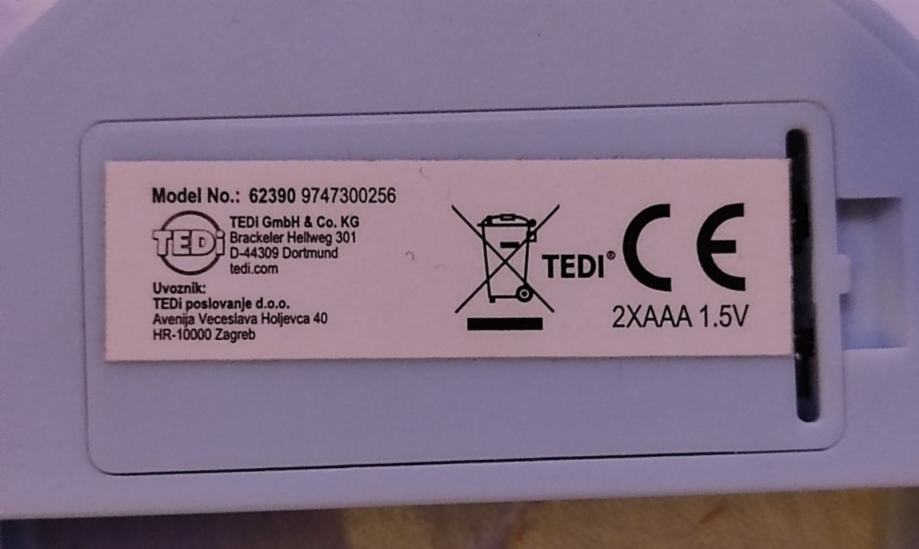 Model No.: 62390 9747300256
TEDi
TEDi GmbH & Co. KG
Brackeler Hellweg 301
D-44309 Dortmund
tedi.com
Uvoznik:
TEDi poslovanje d.o.o.
Avenija Veceslava Holjevca 40
HR-10000 Zagreb
TEDI® CE
2XAAA 1.5V